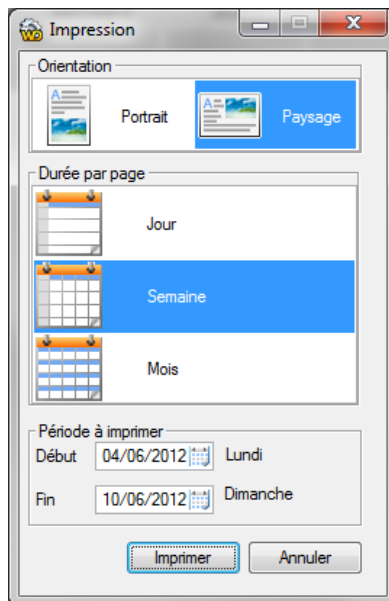 Impression
Orientation
Portrait
Paysage
Durée par page
Jour
Semaine
Mois
Période à imprimer
Début 04/06/2012 Lundi
Fin 10/06/2012 Dimanche
Imprimer Annuler